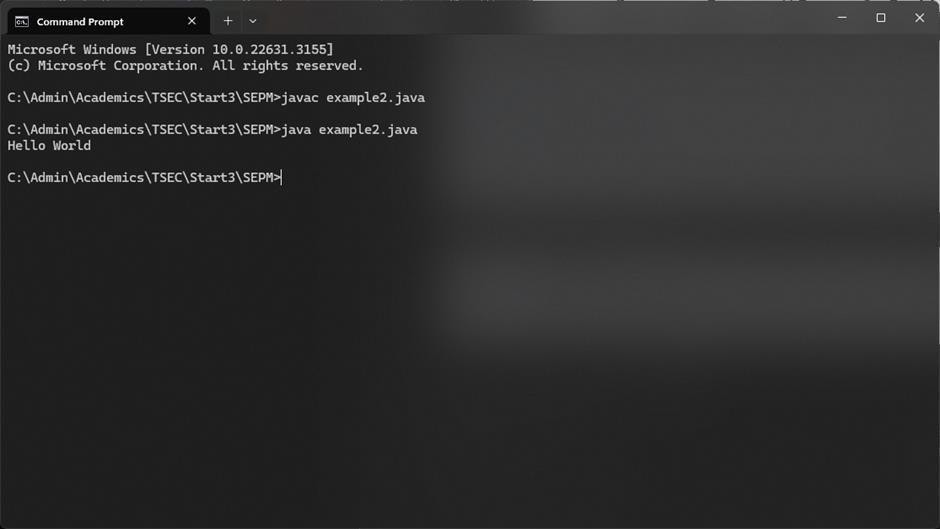 Command Prompt
Microsoft Windows [Version 10.0.22631.3155]
(c) Microsoft Corporation. All rights reserved.
C:\Admin\Academics\TSEC\Start3\SEPM>javac example2.java
C:\Admin\Academics\TSEC\Start3\SEPM>java example2.java
Hello World
C:\Admin\Academics\TSEC\Start3\SEPM>